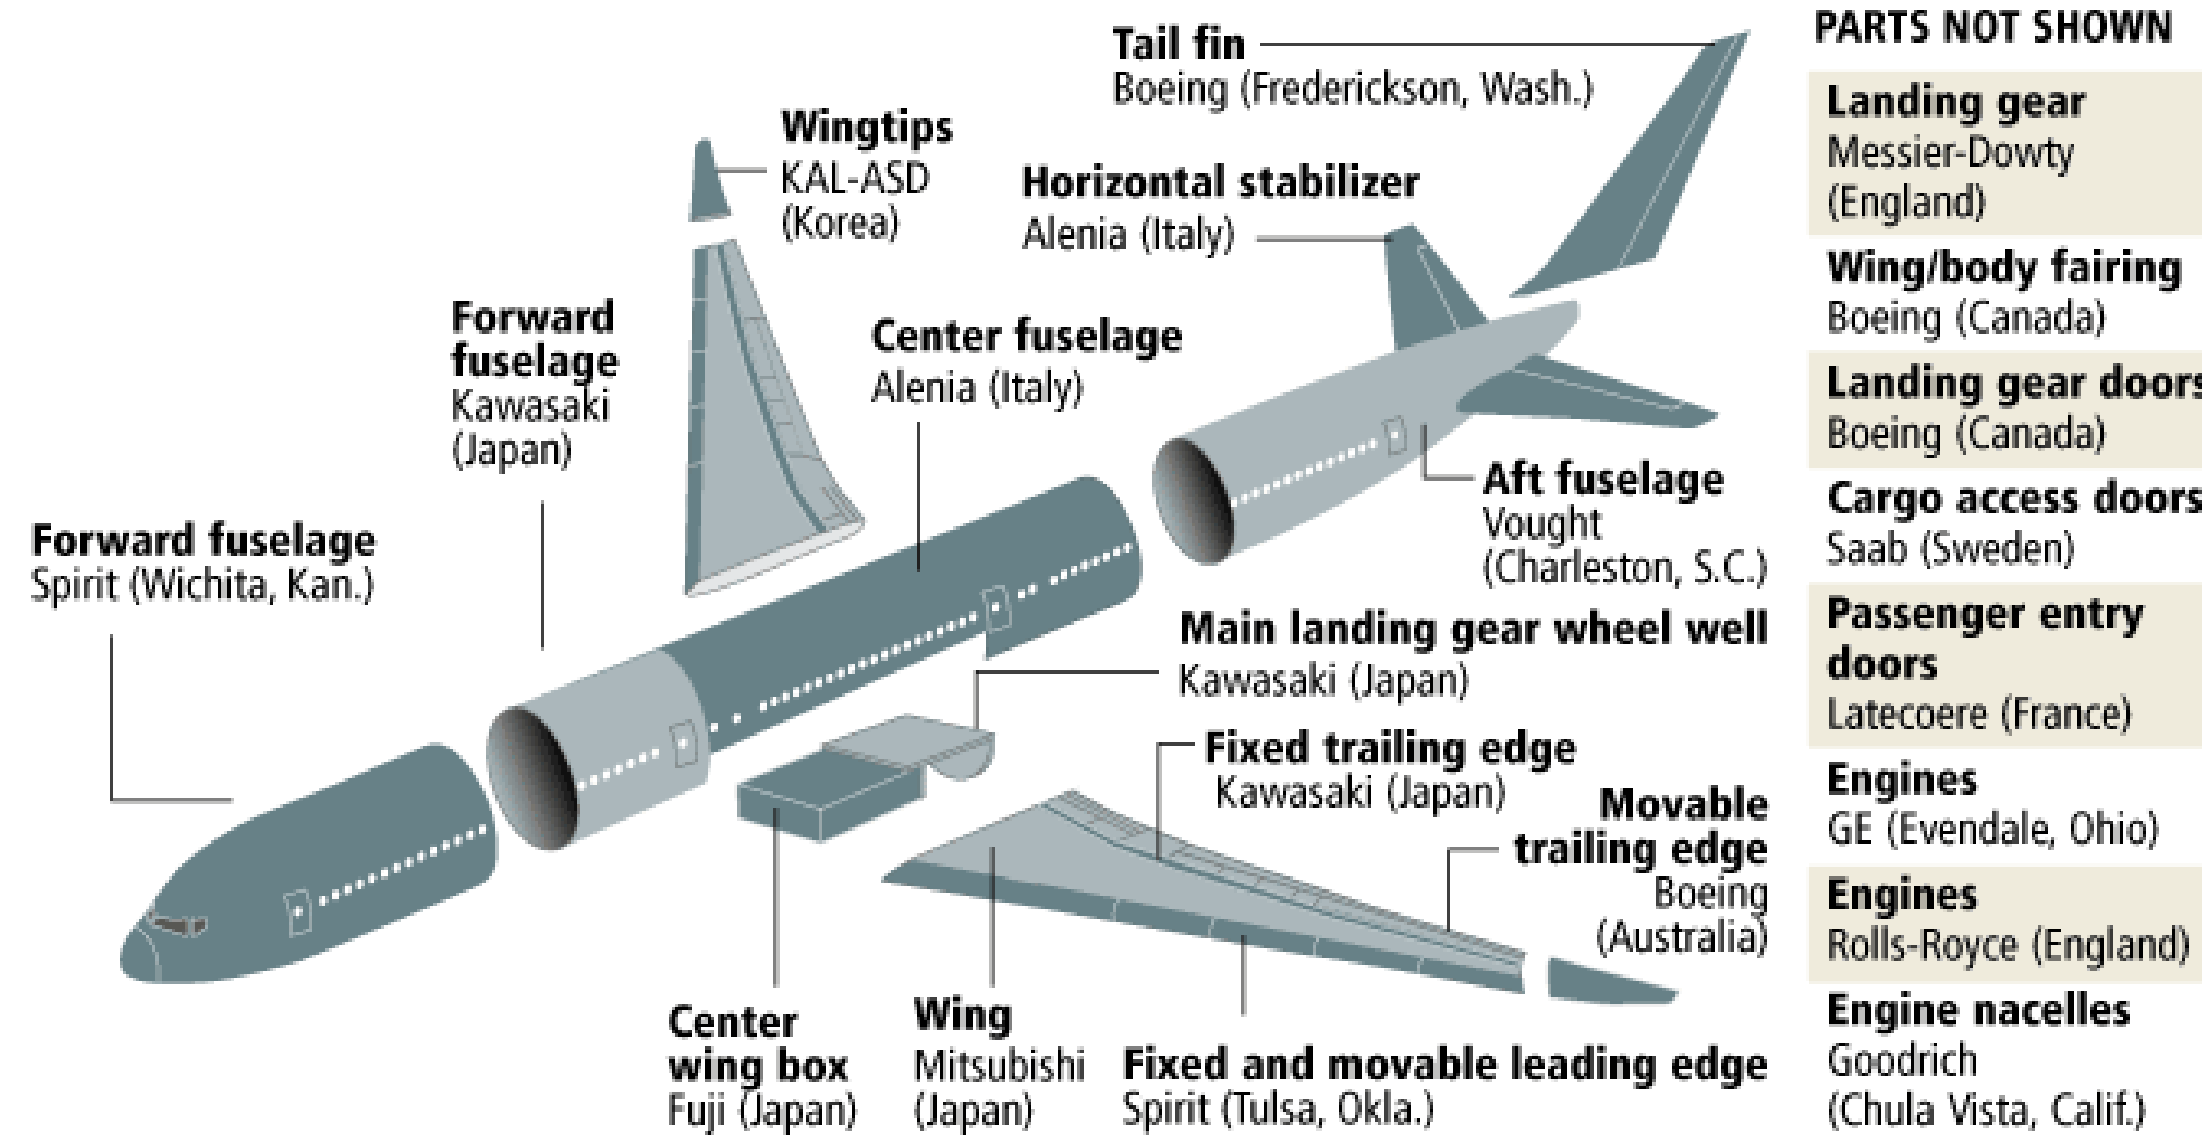 Tail fin
Boeing (Frederickson, Wash.)
Wingtips
KAL-ASD
(Korea)
Horizontal stabilizer
Alenia (Italy)
Forward
fuselage
Kawasaki
(Japan)
Center fuselage
Alenia (Italy)
Forward fuselage
Spirit (Wichita, Kan.)
Aft fuselage
Vought
(Charleston, S.C.)
Main landing gear wheel well
Kawasaki (Japan)
Fixed trailing edge
Kawasaki (Japan)
Movable
trailing edge
Boeing
(Australia)
Center
wing box
Fuji (Japan)
Wing
Mitsubishi
(Japan)
Fixed and movable leading edge
Spirit (Tulsa, Okla.)
PARTS NOT SHOWN
Landing gear
Messier-Dowty
(England)
Wing/body fairing
Boeing (Canada)
Landing gear doors
Boeing (Canada)
Cargo access doors
Saab (Sweden)
Passenger entry
doors
Latecoere (France)
Engines
GE (Evendale, Ohio)
Engines
Rolls-Royce (England)
Engine nacelles
Goodrich
(Chula Vista, Calif.)